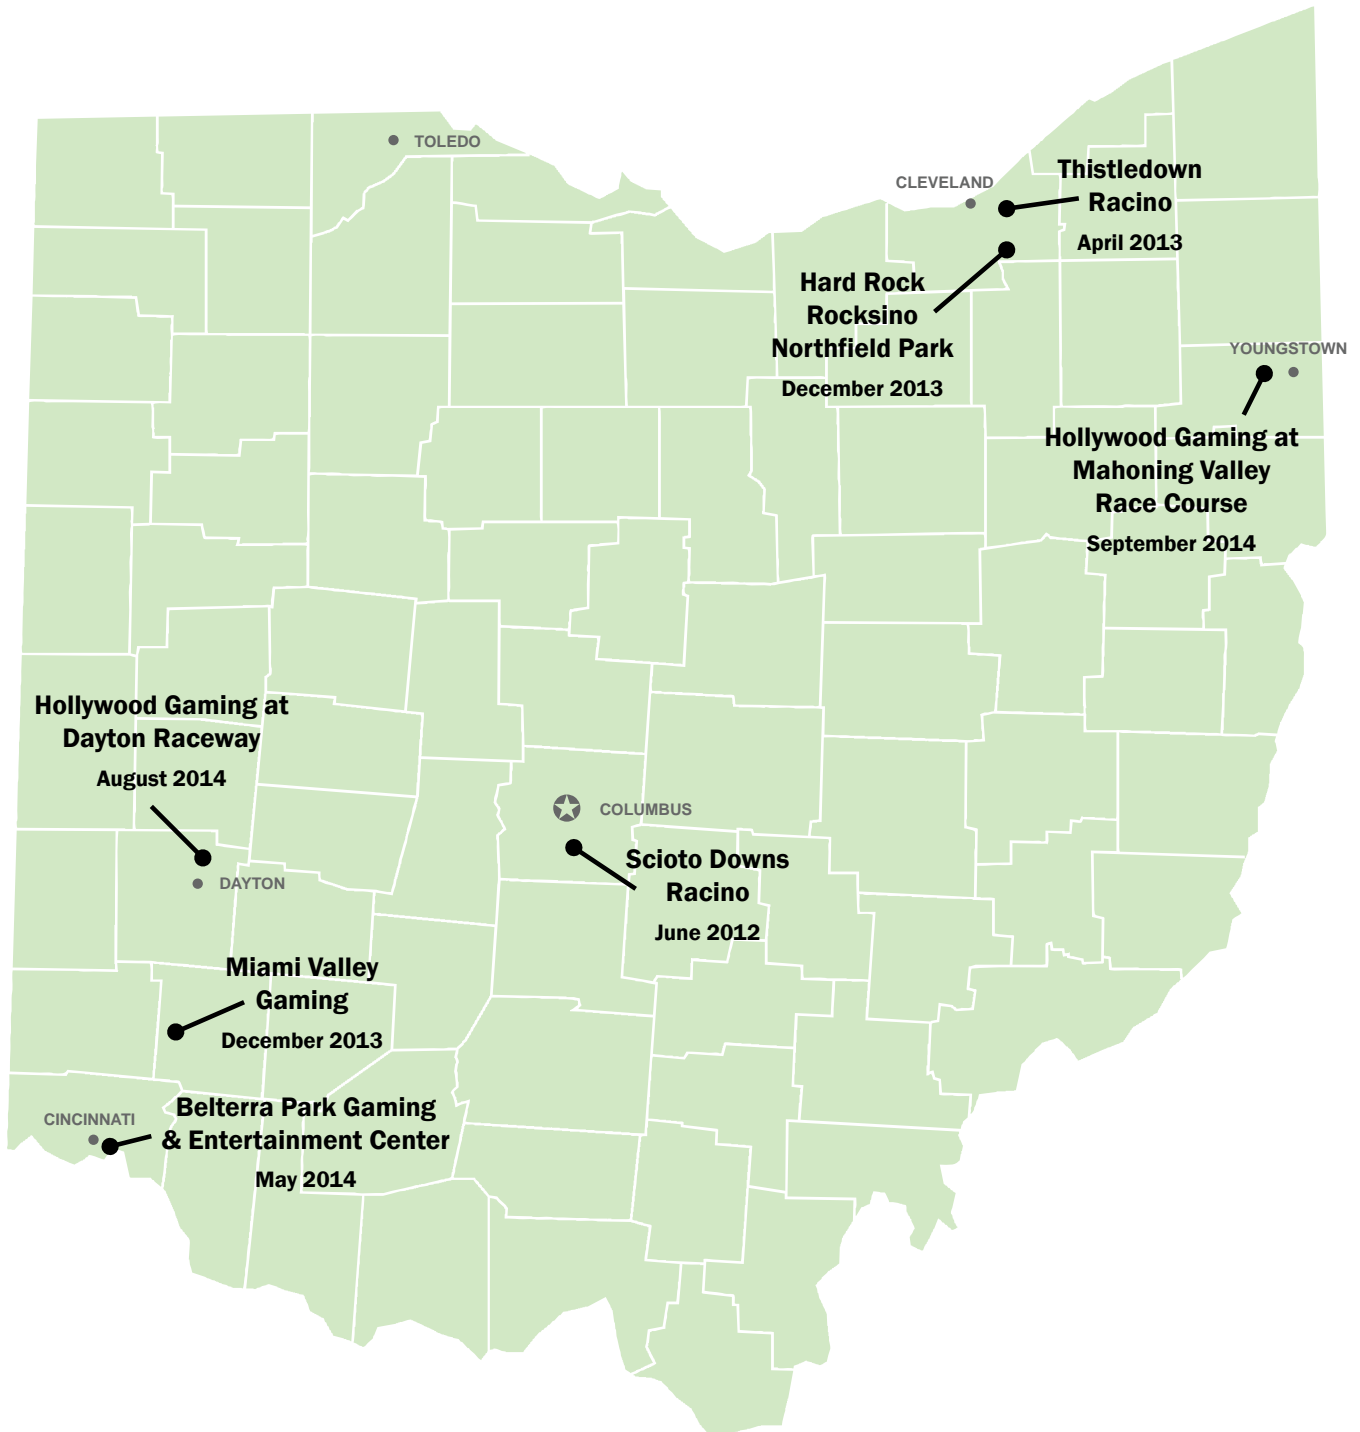 TOLEDO
CLEVELAND
Thistledown
Racino
April 2013
Hard Rock
Rocksino
Northfield Park
December 2013
YOUNGSTOWN
Hollywood Gaming at
Mahoning Valley
Race Course
September 2014
Hollywood Gaming at
Dayton Raceway
August 2014
COLUMBUS
Scioto Downs
Racino
June 2012
DAYTON
Miami Valley
Gaming
December 2013
CINCINNATI
Belterra Park Gaming
& Entertainment Center
May 2014